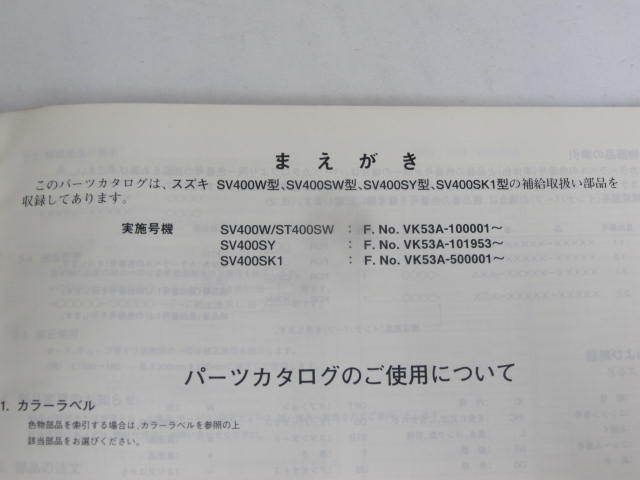 まえがき
このパーツカタログは、スズキ SV400W型、SV400SW型、SV400SY型、SV400SK1型の補給取扱い部品を
収録してあります。
実施号機 SV400W/ST400SW : F. No. VK53A-100001～
SV400SY : F. No. VK53A-101953～
SV400SK1 : F. No. VK53A-500001～
パーツカタログのご使用について
1. カラーラベル
色物部品を索引する場合は、カラーラベルを参照の上
該当部品をお選びください。